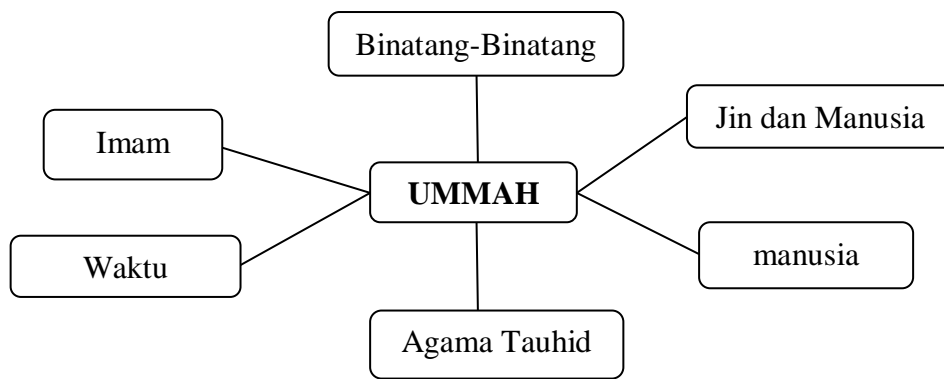 Binatang-Binatang
Jin dan Manusia
Imam
UMMAH
manusia
Waktu
Agama Tauhid